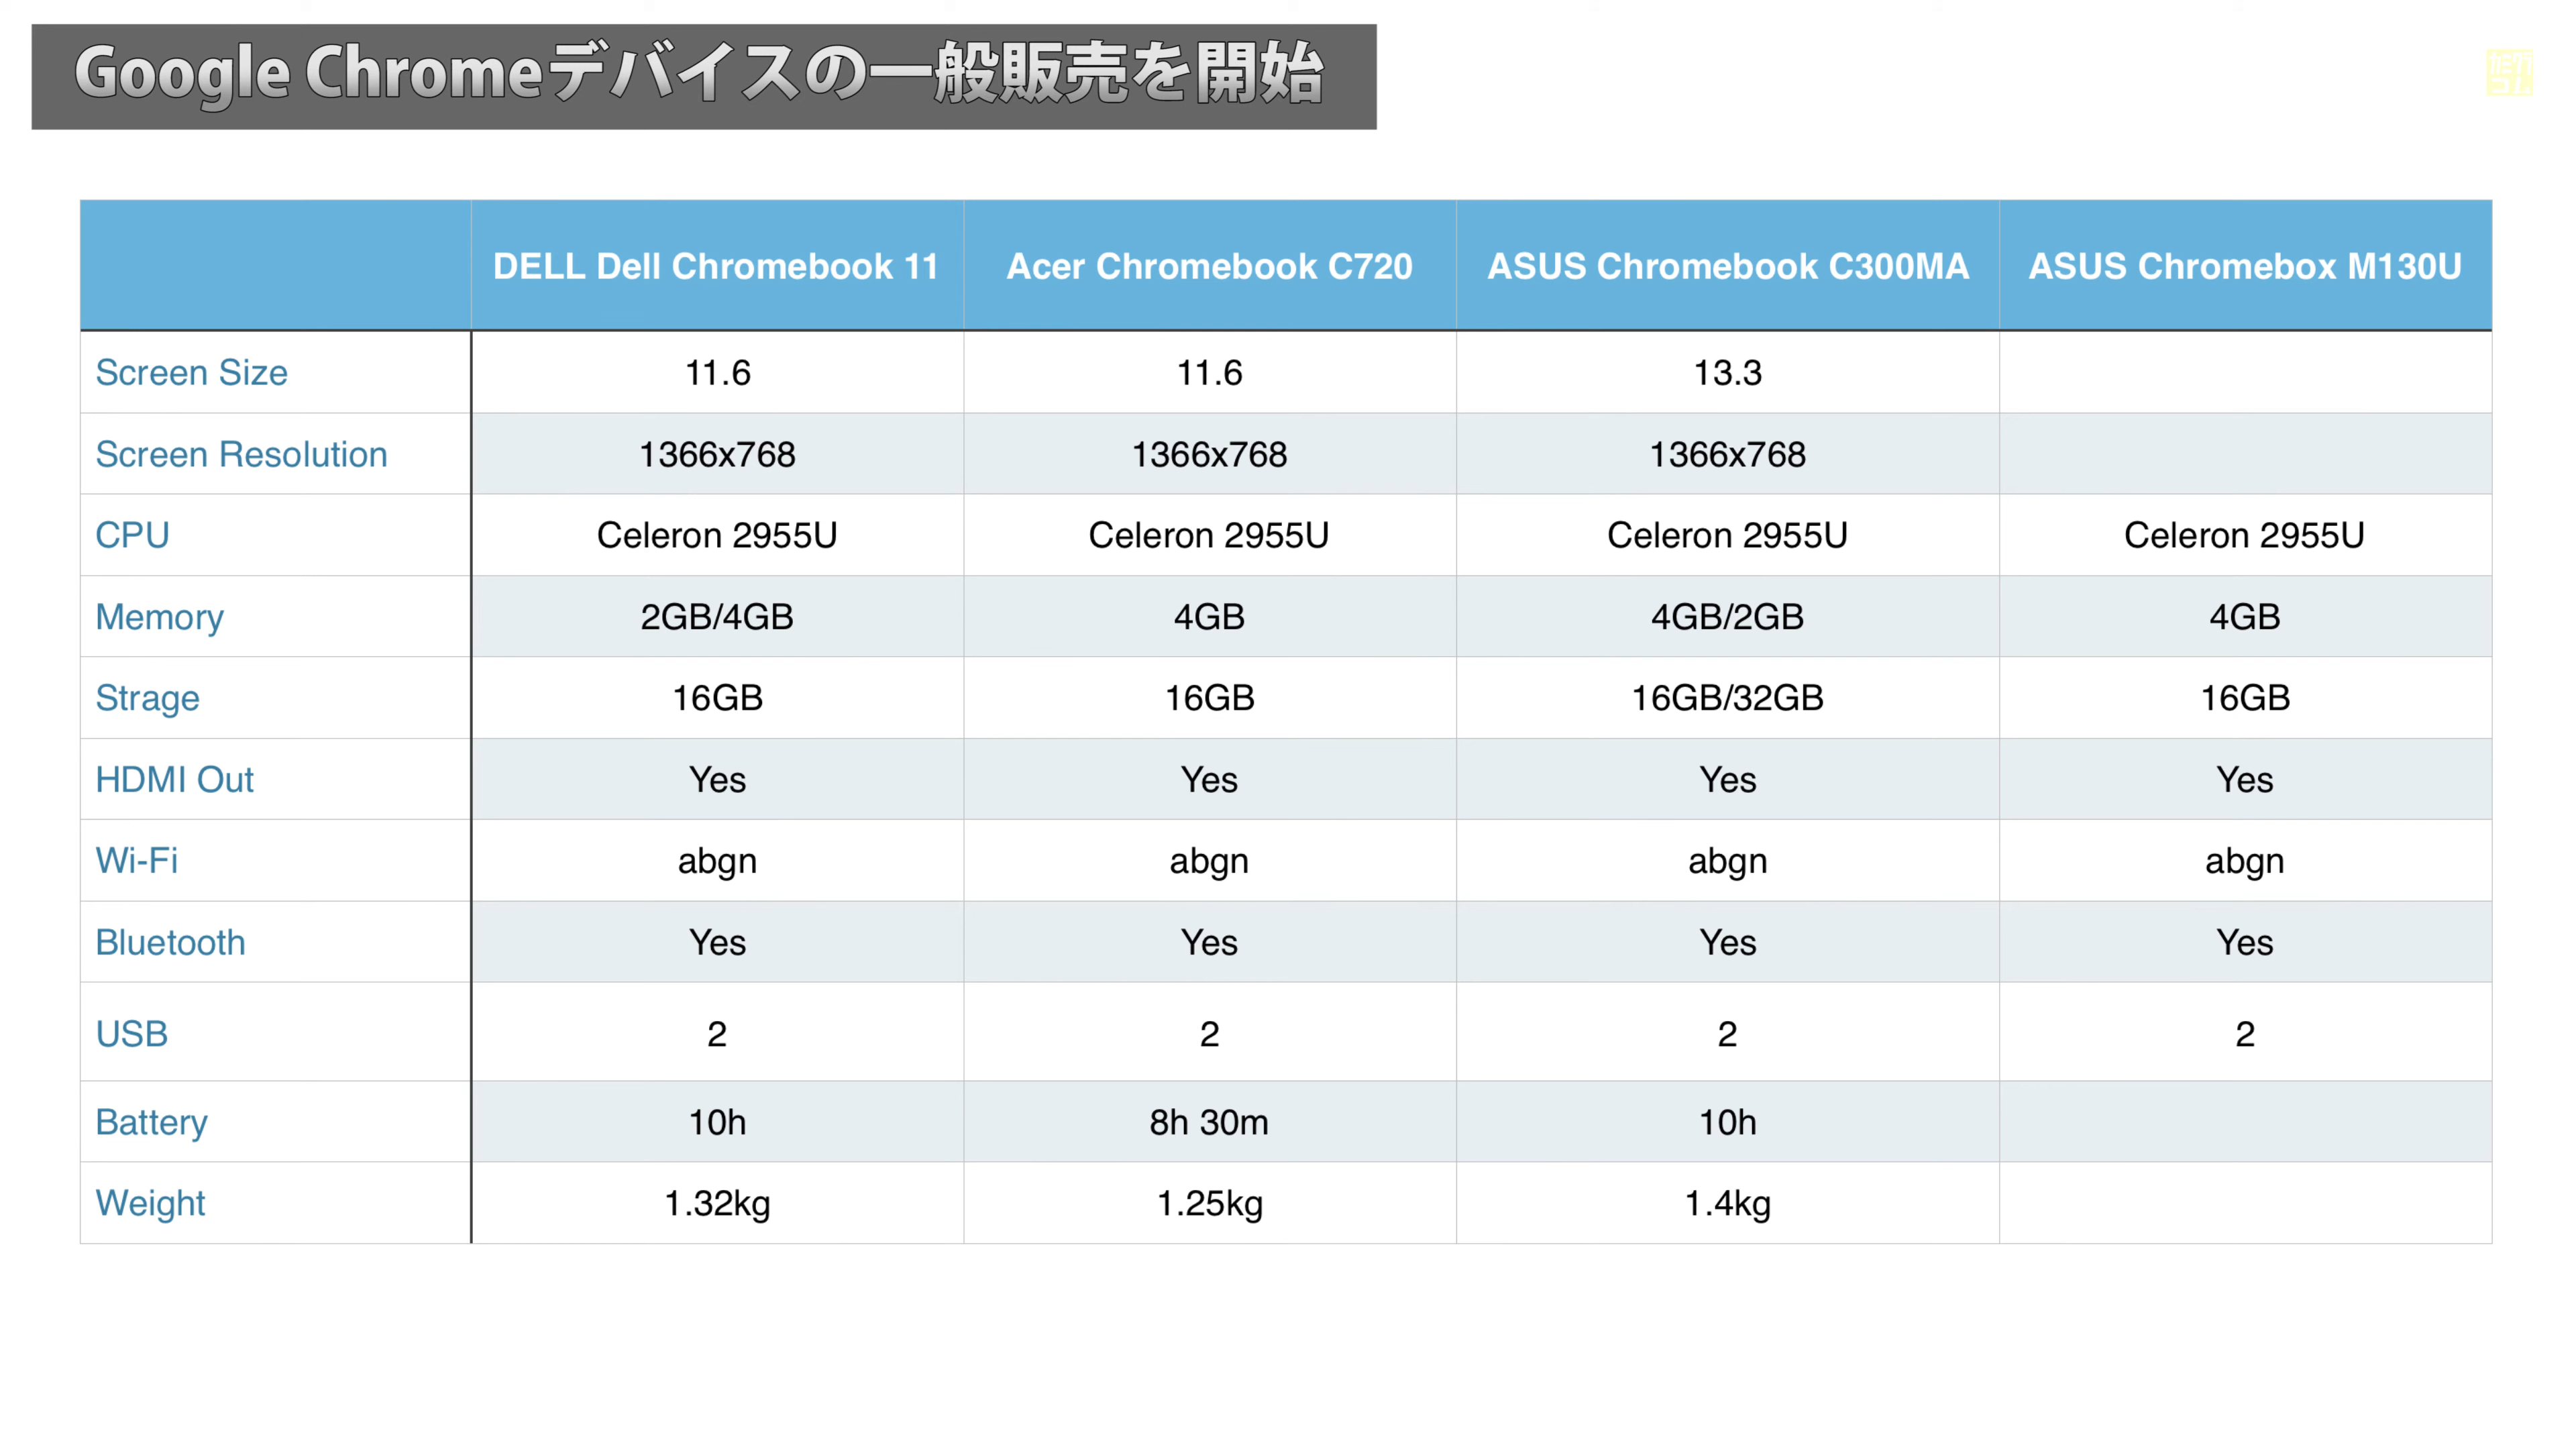 Google Chromeデバイスの一般販売を開始
DELL Dell Chromebook 11 Acer Chromebook C720 ASUS Chromebook C300MA ASUS Chromebox M130U
Screen Size 11.6 11.6 13.3
Screen Resolution 1366x768 1366x768 1366x768
CPU Celeron 2955U Celeron 2955U Celeron 2955U Celeron 2955U
Memory 2GB/4GB 4GB 4GB/2GB 4GB
Strage 16GB 16GB 16GB/32GB 16GB
HDMI Out Yes Yes Yes Yes
Wi-Fi abgn abgn abgn abgn
Bluetooth Yes Yes Yes Yes
USB 2 2 2 2
Battery 10h 8h 30m 10h
Weight 1.32kg 1.25kg 1.4kg